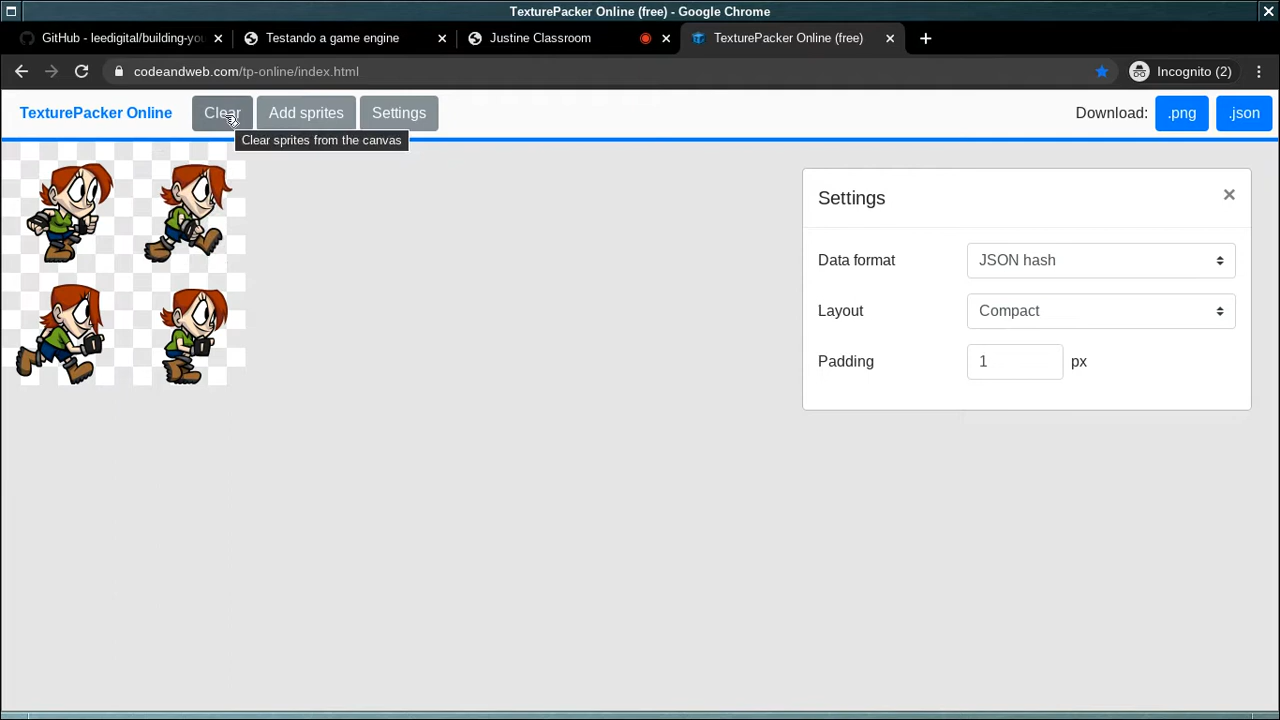 TexturePacker Online (free) - Google Chrome
GitHub - leedigital/building-you
Testando a game engine
Justine Classroom
TexturePacker Online (free)
codeandweb.com/tp-online/index.html
Incognito (2)
TexturePacker Online
Clear
Add sprites
Settings
Download:
.png
.json
Clear sprites from the canvas
Settings
Data format
JSON hash
Layout
Compact
Padding
1
px